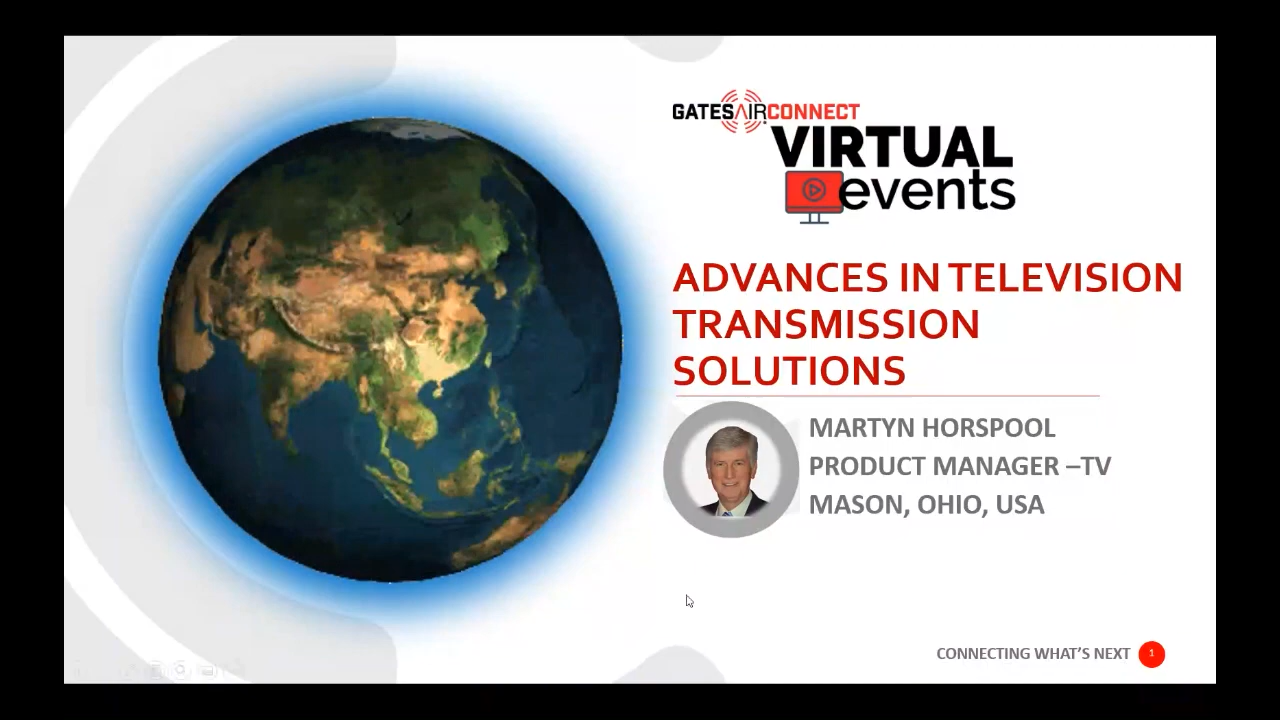 GATESAIRCONNECT
VIRTUAL
events
ADVANCES IN TELEVISION
TRANSMISSION
SOLUTIONS
MARTYN HORSPOOL
PRODUCT MANAGER –TV
MASON, OHIO, USA
CONNECTING WHAT'S NEXT 1